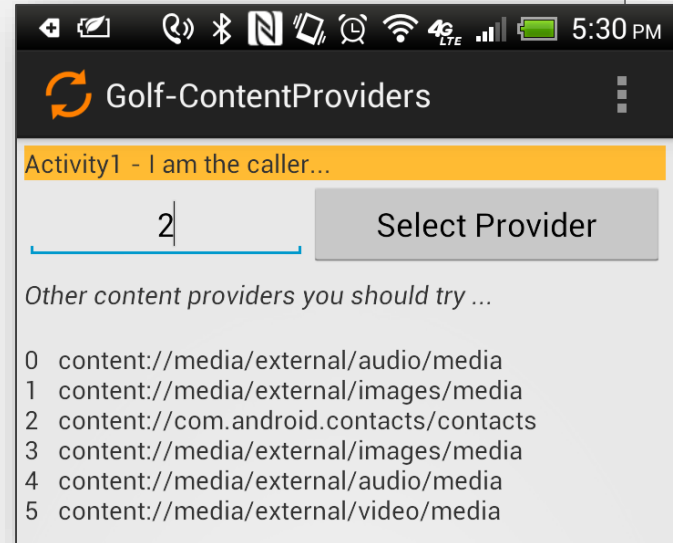 4G LTE 5:30 PM
Golf-ContentProviders
Activity1 - I am the caller...
2 Select Provider
Other content providers you should try ...
0 content://media/external/audio/media
1 content://media/external/images/media
2 content://com.android.contacts/contacts
3 content://media/external/images/media
4 content://media/external/audio/media
5 content://media/external/video/media